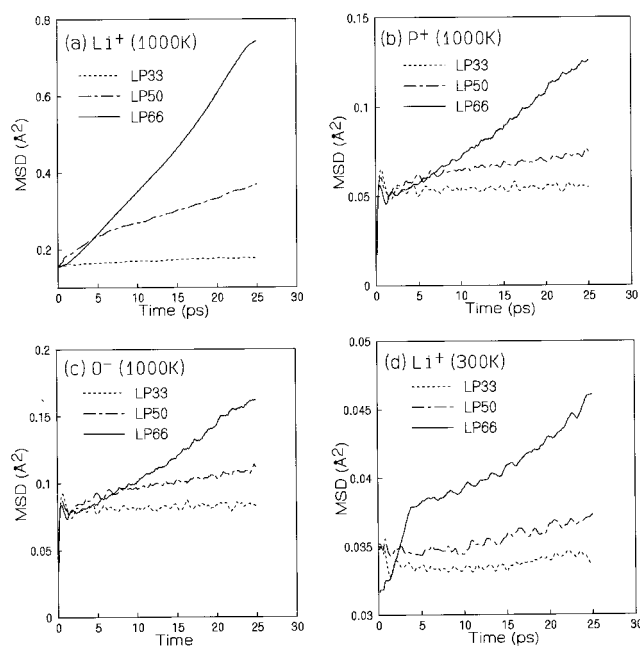 (a) Li+ (1000K)
LP33
LP50
LP66
MSD (Å2)
0.8
0.6
0.4
0.2
0.1
0 5 10 15 20 25 30
Time (ps)
(b) P+ (1000K)
LP33
LP50
LP66
MSD (Å2)
0.15
0.10
0.05
0
0 5 10 15 20 25 30
Time (ps)
(c) O− (1000K)
LP33
LP50
LP66
MSD (Å2)
0.2
0.15
0.1
0.05
0
0 5 10 15 20 25 30
Time
(d) Li+ (300K)
LP33
LP50
LP66
MSD (Å2)
0.05
0.045
0.04
0.035
0.03
0 5 10 15 20 25 30
Time (ps)